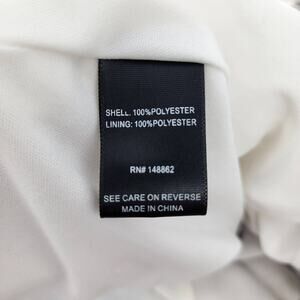 SHELL: 100%POLYESTER
LINING: 100%POLYESTER
RN# 148862
SEE CARE ON REVERSE
MADE IN CHINA